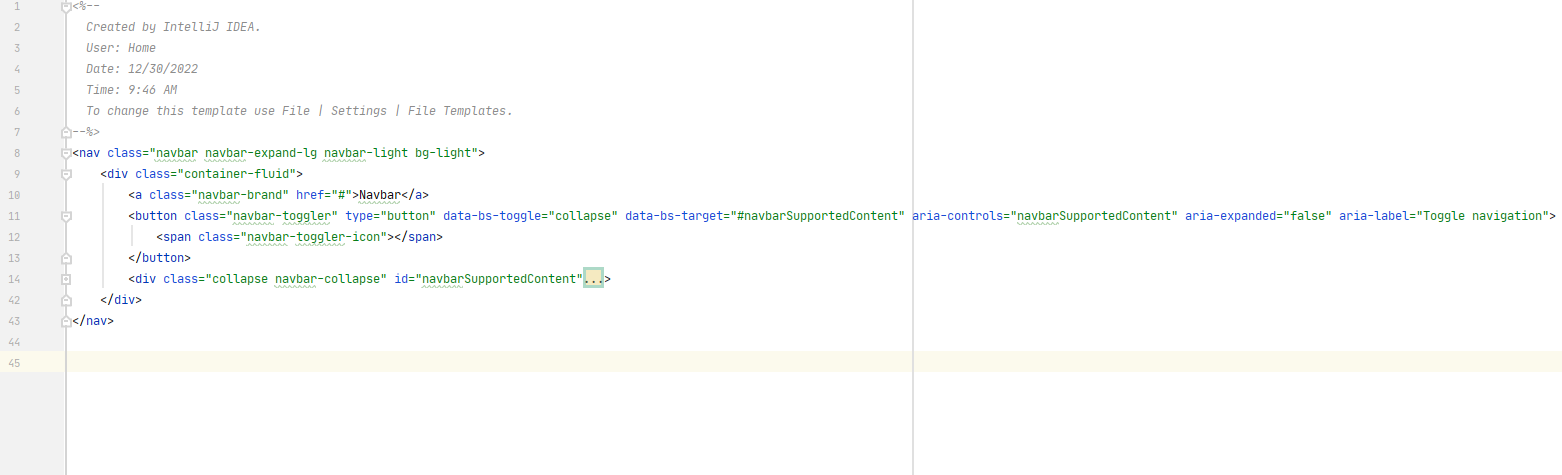 1 <%--
2 Created by IntelliJ IDEA.
3 User: Home
4 Date: 12/30/2022
5 Time: 9:46 AM
6 To change this template use File | Settings | File Templates.
7 --%>
8 <nav class="navbar navbar-expand-lg navbar-light bg-light">
9 <div class="container-fluid">
10 <a class="navbar-brand" href="#">Navbar</a>
11 <button class="navbar-toggler" type="button" data-bs-toggle="collapse" data-bs-target="#navbarSupportedContent" aria-controls="navbarSupportedContent" aria-expanded="false" aria-label="Toggle navigation">
12 <span class="navbar-toggler-icon"></span>
13 </button>
14 <div class="collapse navbar-collapse" id="navbarSupportedContent"...>
42 </div>
43 </nav>
44
45